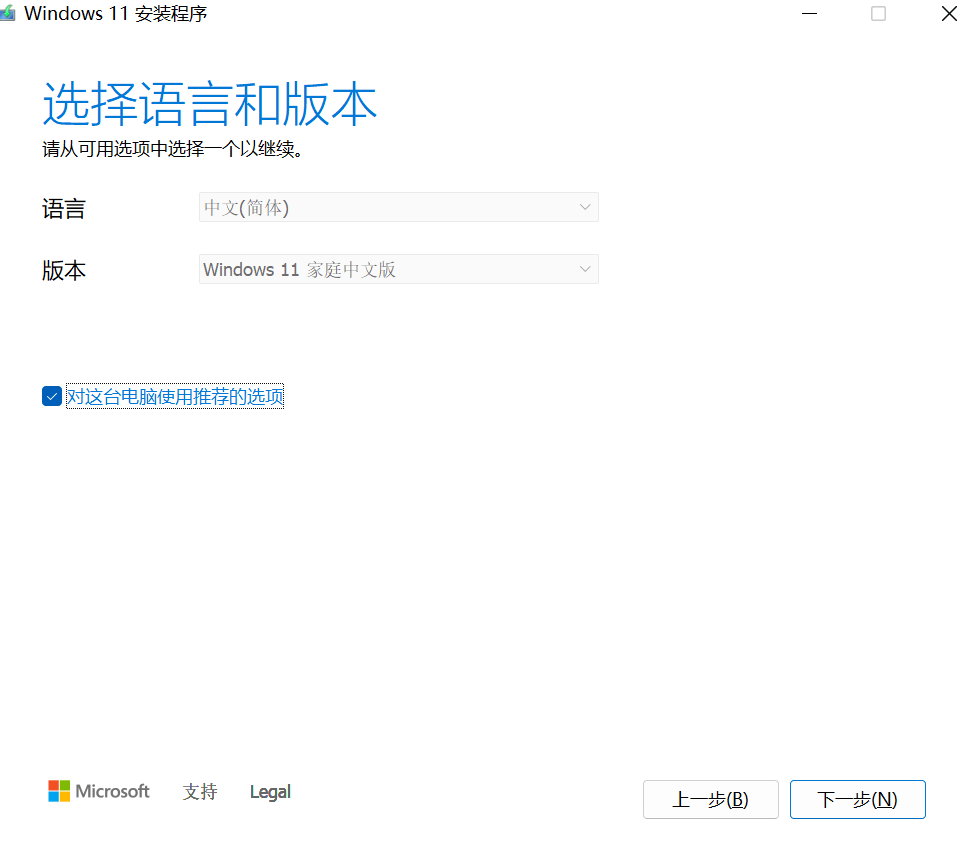 Windows 11 安装程序
选择语言和版本
请从可用选项中选择一个以继续。
语言 中文(简体)
版本 Windows 11 家庭中文版
对这台电脑使用推荐的选项
Microsoft 支持 Legal 上一步(B) 下一步(N)